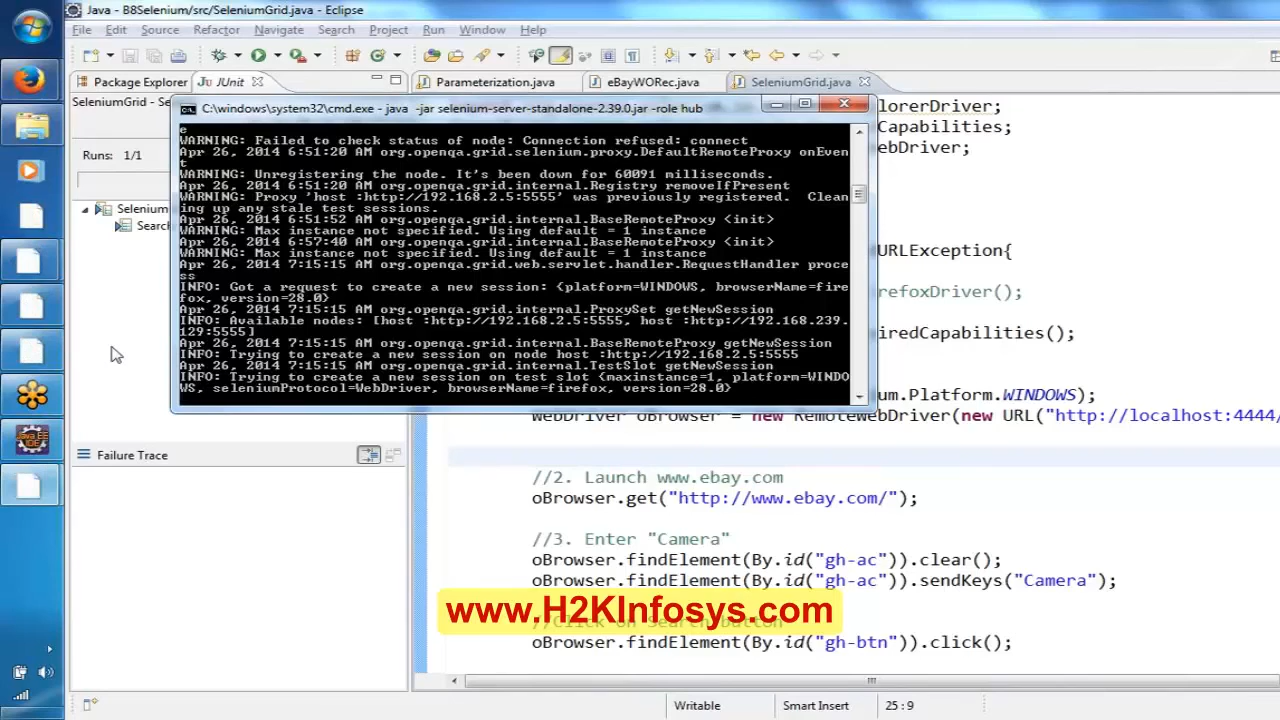 Java - B8Selenium/src/SeleniumGrid.java - Eclipse
File Edit Source Refactor Navigate Search Project Run Window Help
Package Explorer JUnit Parameterization.java eBayWORec.java SeleniumGrid.java
SeleniumGrid - Se
Runs: 1/1
Selenium
Searc
C:\windows\system32\cmd.exe - java -jar selenium-server-standalone-2.39.0.jar -role hub
e
WARNING: Failed to check status of node: Connection refused: connect
Apr 26, 2014 6:51:20 AM org.openqa.grid.selenium.proxy.DefaultRemoteProxy onEven
t
WARNING: Unregistering the node. It's been down for 60091 milliseconds.
Apr 26, 2014 6:51:20 AM org.openqa.grid.internal.Registry removeIfPresent
WARNING: Proxy 'host :http://192.168.2.5:5555' was previously registered.  Clean
ing up any stale test sessions.
Apr 26, 2014 6:51:52 AM org.openqa.grid.internal.BaseRemoteProxy <init>
WARNING: Max instance not specified. Using default = 1 instance
Apr 26, 2014 6:57:40 AM org.openqa.grid.internal.BaseRemoteProxy <init>
WARNING: Max instance not specified. Using default = 1 instance
Apr 26, 2014 7:15:15 AM org.openqa.grid.web.servlet.handler.RequestHandler proce
ss
INFO: Got a request to create a new session: {platform=WINDOWS, browserName=fire
fox, version=28.0}
Apr 26, 2014 7:15:15 AM org.openqa.grid.internal.ProxySet getNewSession
INFO: Available nodes: [host :http://192.168.2.5:5555, host :http://192.168.239.
129:5555]
Apr 26, 2014 7:15:15 AM org.openqa.grid.internal.BaseRemoteProxy getNewSession
INFO: Trying to create a new session on node host :http://192.168.2.5:5555
Apr 26, 2014 7:15:15 AM org.openqa.grid.internal.TestSlot getNewSession
INFO: Trying to create a new session on test slot {maxinstance=1, platform=WINDO
WS, seleniumProtocol=WebDriver, browserName=firefox, version=28.0}
lorerDriver;
Capabilities;
ebDriver;
URLException{
refoxDriver();
iredCapabilities();
um.Platform.WINDOWS);
WebDriver oBrowser = new RemoteWebDriver(new URL("http://localhost:4444/
//2. Launch www.ebay.com
oBrowser.get("http://www.ebay.com/");
//3. Enter "Camera"
oBrowser.findElement(By.id("gh-ac")).clear();
oBrowser.findElement(By.id("gh-ac")).sendKeys("Camera");
www.H2KInfosys.com
//Click on Search Button
oBrowser.findElement(By.id("gh-btn")).click();
Failure Trace
Java EE
IDE
Writable Smart Insert 25 : 9